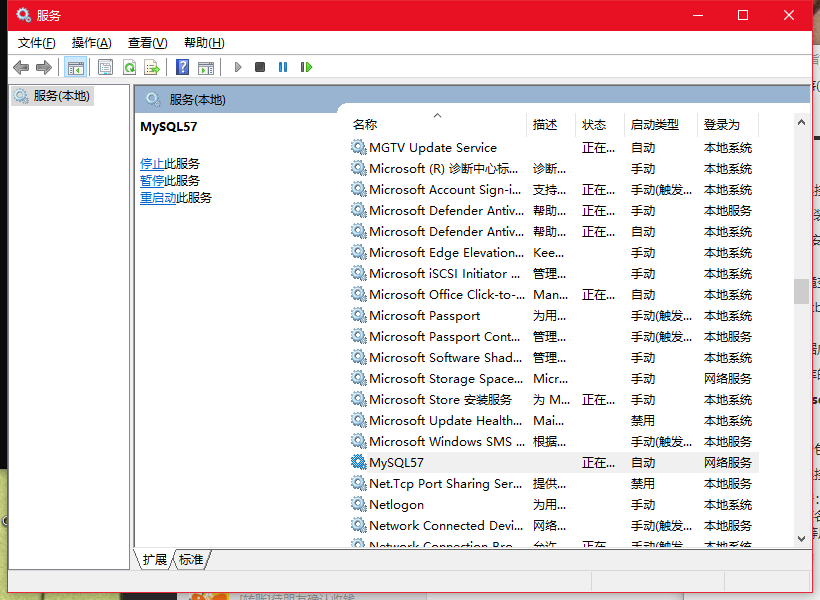 服务
文件(F) 操作(A) 查看(V) 帮助(H)
服务(本地)
服务(本地)
MySQL57
停止此服务
暂停此服务
重启动此服务
名称 描述 状态 启动类型 登录为
MGTV Update Service 正在... 自动 本地系统
Microsoft (R) 诊断中心标... 诊断... 手动 本地系统
Microsoft Account Sign-i... 支持... 正在... 手动(触发... 本地系统
Microsoft Defender Antiv... 帮助... 正在... 手动 本地服务
Microsoft Defender Antiv... 帮助... 正在... 自动 本地系统
Microsoft Edge Elevation... Kee... 手动 本地系统
Microsoft iSCSI Initiator ... 管理... 手动 本地系统
Microsoft Office Click-to-... Man... 正在... 自动 本地系统
Microsoft Passport 为用... 手动(触发... 本地系统
Microsoft Passport Cont... 管理... 手动(触发... 本地服务
Microsoft Software Shad... 管理... 手动 本地系统
Microsoft Storage Space... Micr... 手动 网络服务
Microsoft Store 安装服务 为 M... 正在... 手动 本地系统
Microsoft Update Health... Mai... 禁用 本地系统
Microsoft Windows SMS ... 根据... 手动(触发... 本地服务
MySQL57 正在... 自动 网络服务
Net.Tcp Port Sharing Ser... 提供... 禁用 本地服务
Netlogon 为用... 手动 本地系统
Network Connected Devi... 网络... 手动(触发... 本地服务
Network Connection Bro... 允许... 正在... 手动(触发... 本地系统
扩展 标准